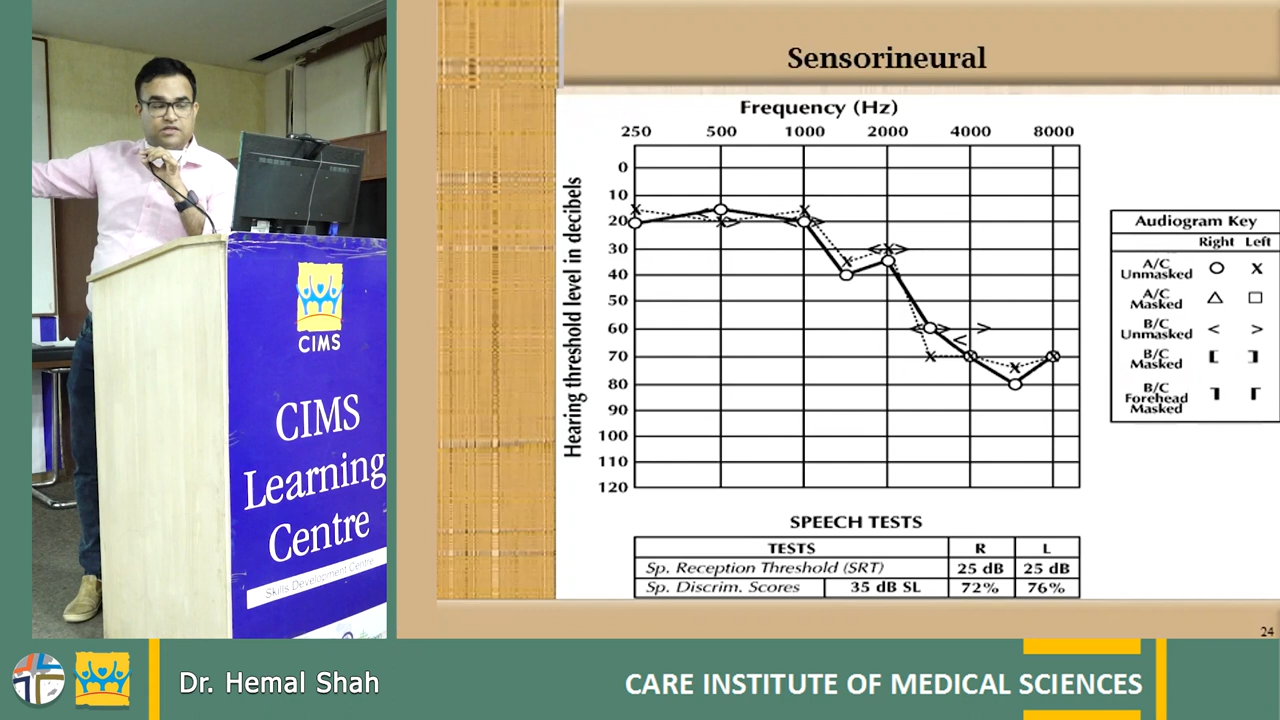 CIMS
CIMS
Learning
Centre
Skills Development Centre
Sensorineural
Frequency (Hz)
250 500 1000 2000 4000 8000
Hearing threshold level in decibels
0
10
20
30
40
50
60
70
80
90
100
110
120
Audiogram Key
Right Left
A/C
Unmasked O X
A/C
Masked △ □
B/C
Unmasked < >
B/C
Masked [ ]
B/C
Forehead
Masked ┐ ┌
SPEECH TESTS
TESTS R L
Sp. Reception Threshold (SRT) 25 dB 25 dB
Sp. Discrim. Scores 35 dB SL 72% 76%
24
Dr. Hemal Shah
CARE INSTITUTE OF MEDICAL SCIENCES